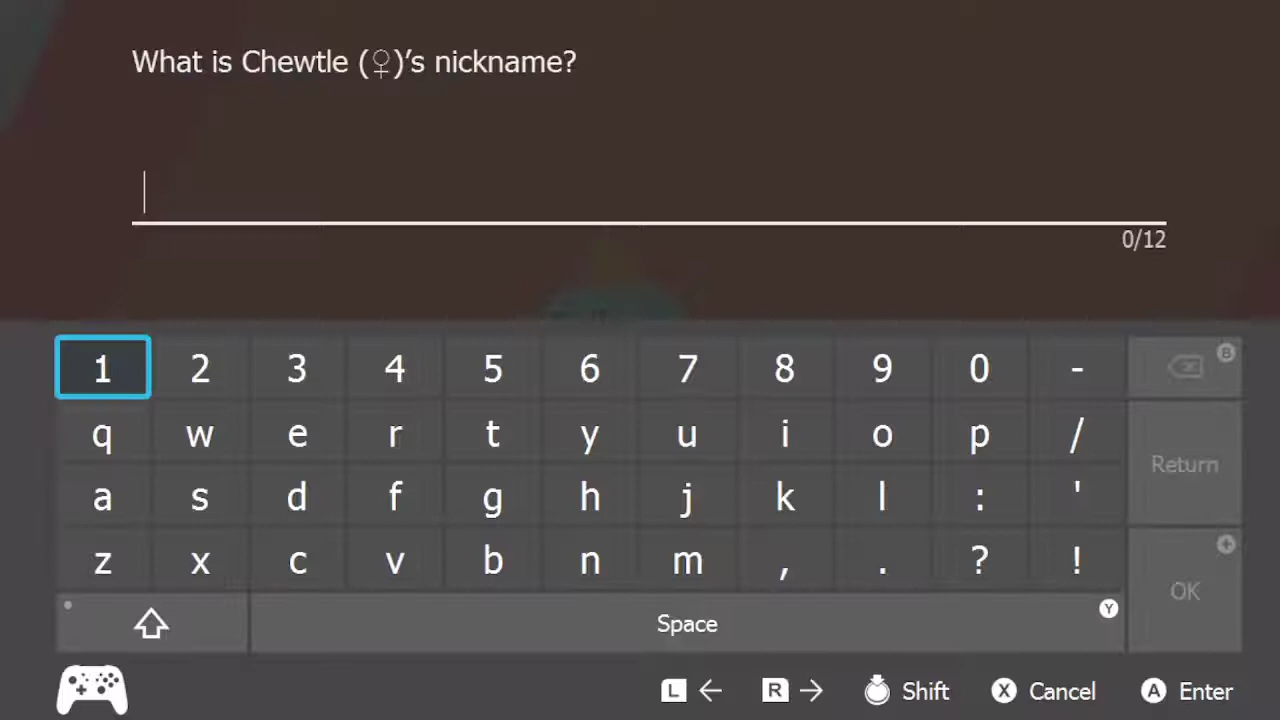 What is Chewtle (♀)'s nickname?
0/12
1 2 3 4 5 6 7 8 9 0 - B
q w e r t y u i o p /
Return
a s d f g h j k l : '
z x c v b n m , . ? ! +
OK
Space Y
L ← R → Shift X Cancel A Enter